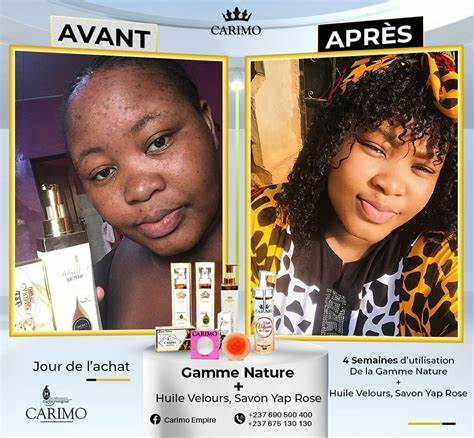 AVANT
CARIMO
APRÈS
CARIMO
Jour de l'achat
Gamme Nature
+
Huile Velours, Savon Yap Rose
Carimo Empire
+237 690 500 400
+237 675 130 130
4 Semaines d'utilisation
De la Gamme Nature
+
Huile Velours, Savon Yap Rose
CARIMO